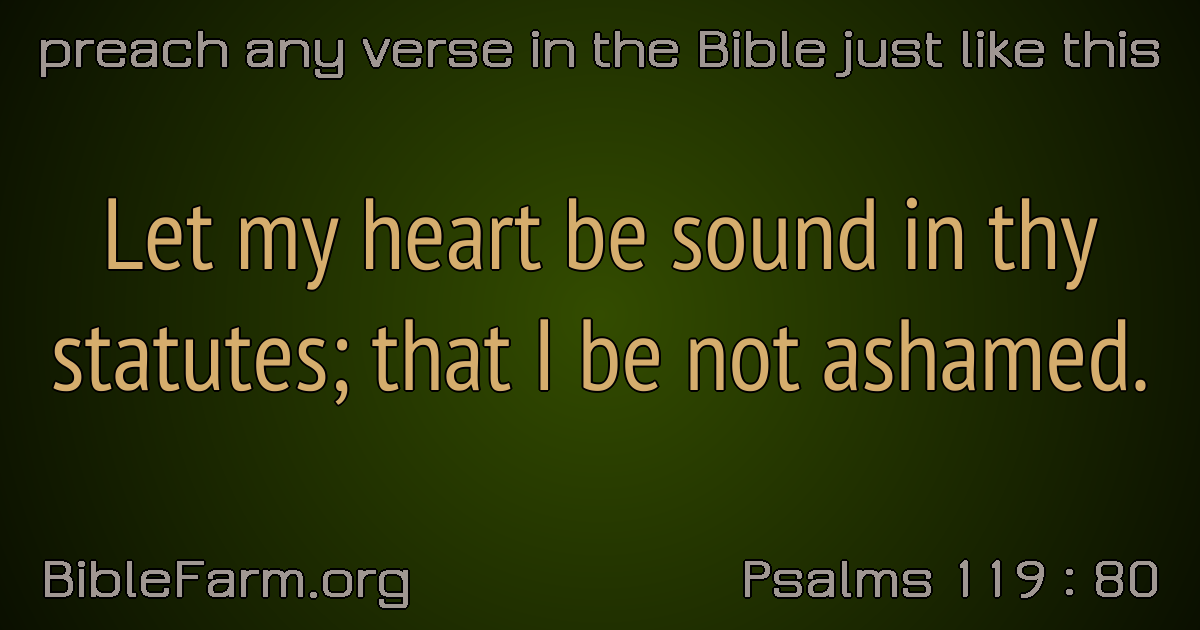 preach any verse in the Bible just like this
Let my heart be sound in thy
statutes; that I be not ashamed.
BibleFarm.org
Psalms 119 : 80